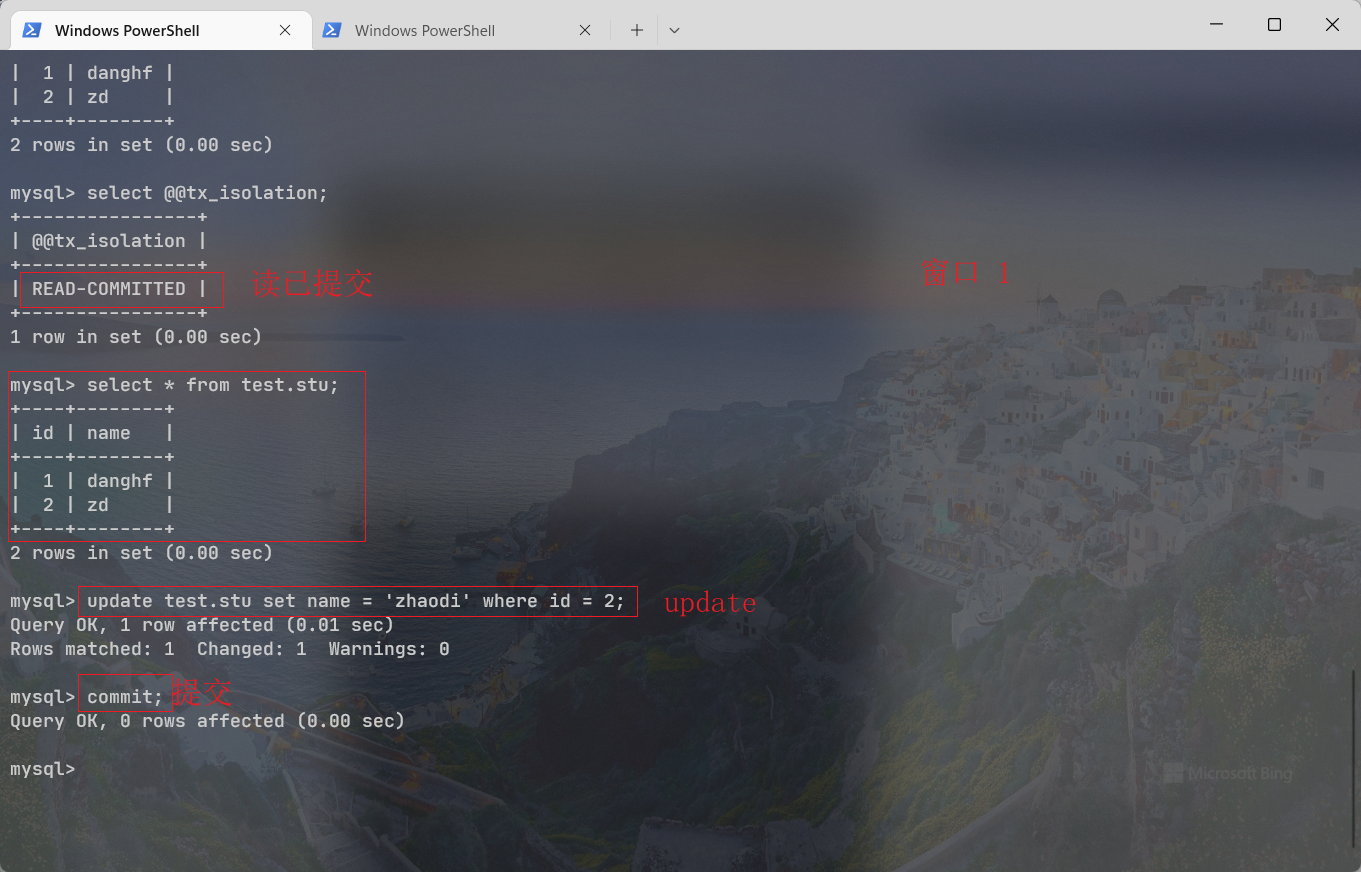 Windows PowerShell
Windows PowerShell
|  1 | danghf |
|  2 | zd     |
+----+--------+
2 rows in set (0.00 sec)
mysql> select @@tx_isolation;
+----------------+
| @@tx_isolation |
+----------------+
| READ-COMMITTED | 读已提交
窗口 1
+----------------+
1 row in set (0.00 sec)
mysql> select * from test.stu;
+----+--------+
| id | name   |
+----+--------+
|  1 | danghf |
|  2 | zd     |
+----+--------+
2 rows in set (0.00 sec)
mysql> update test.stu set name = 'zhaodi' where id = 2; update
Query OK, 1 row affected (0.01 sec)
Rows matched: 1  Changed: 1  Warnings: 0
mysql> commit; 提交
Query OK, 0 rows affected (0.00 sec)
mysql>
Microsoft Bing